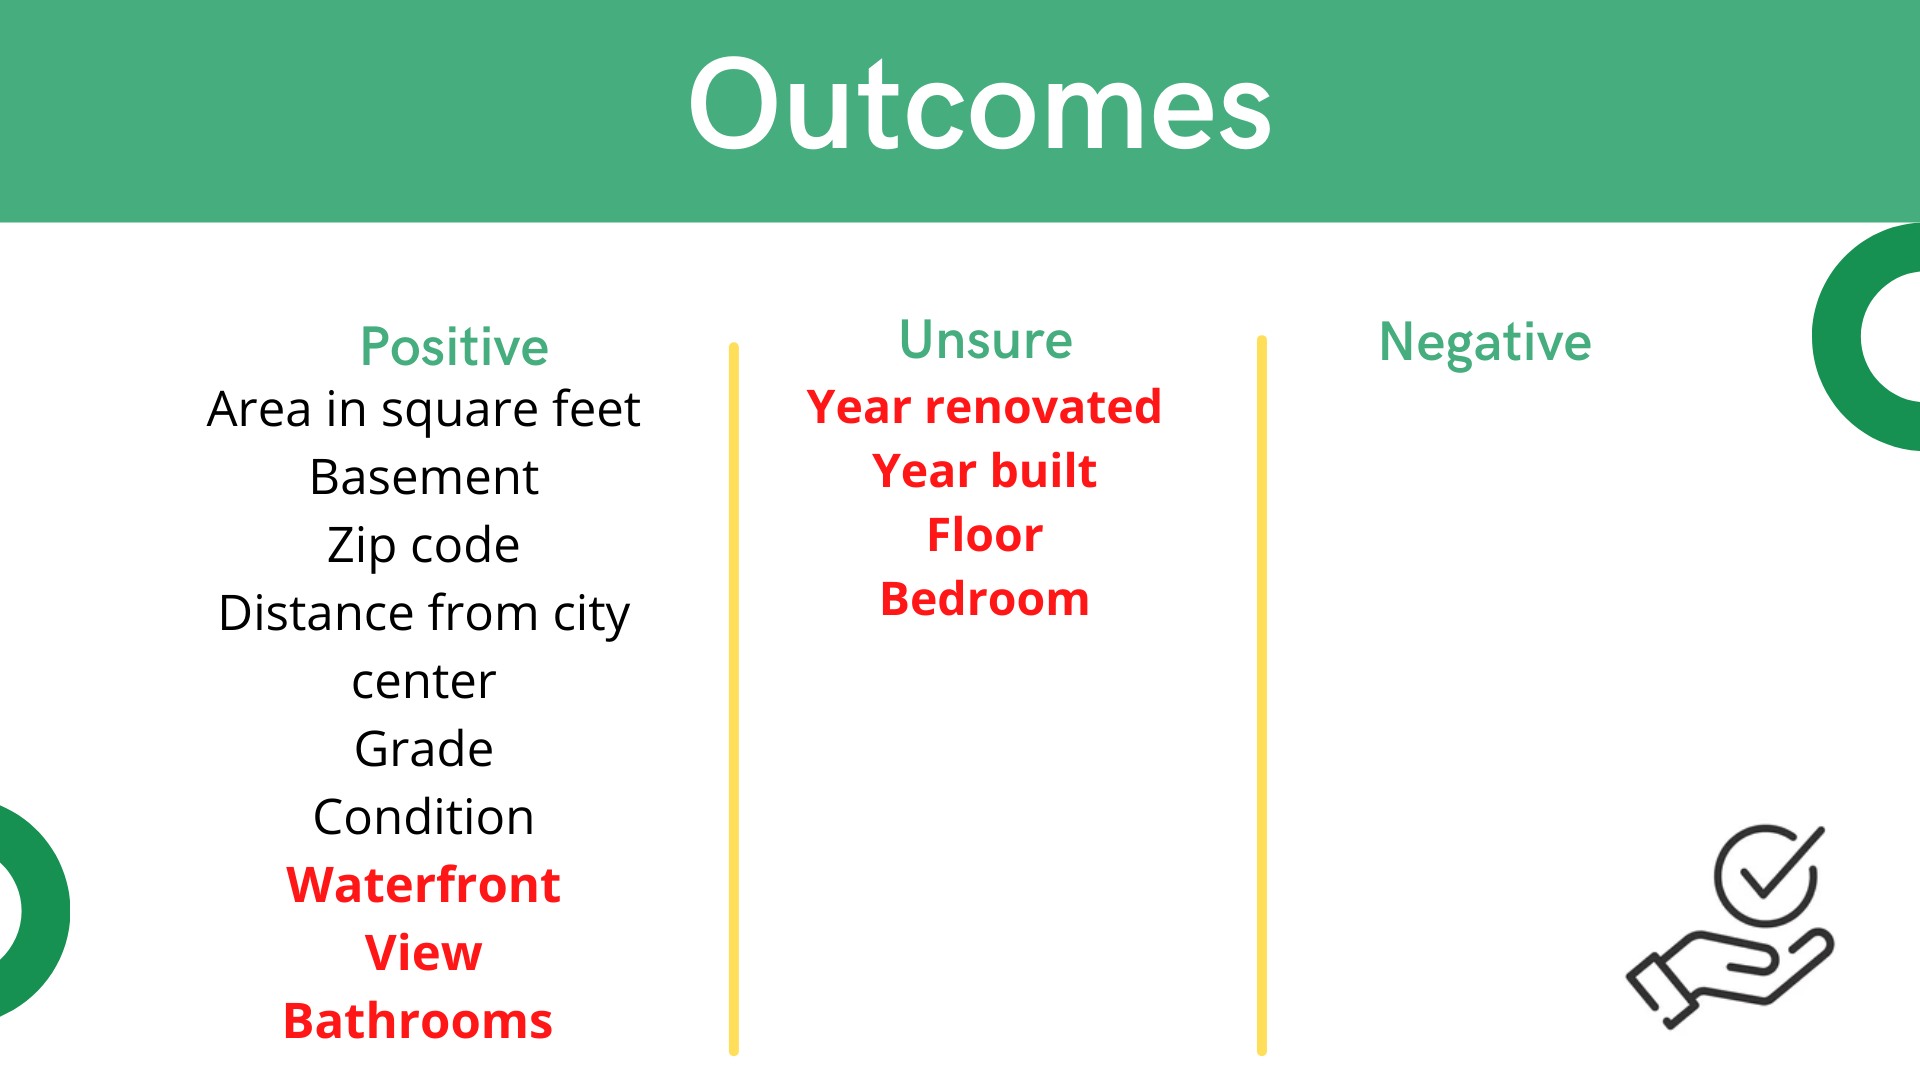 Outcomes
Positive
Area in square feet
Basement
Zip code
Distance from city
center
Grade
Condition
Waterfront
View
Bathrooms
Unsure
Year renovated
Year built
Floor
Bedroom
Negative